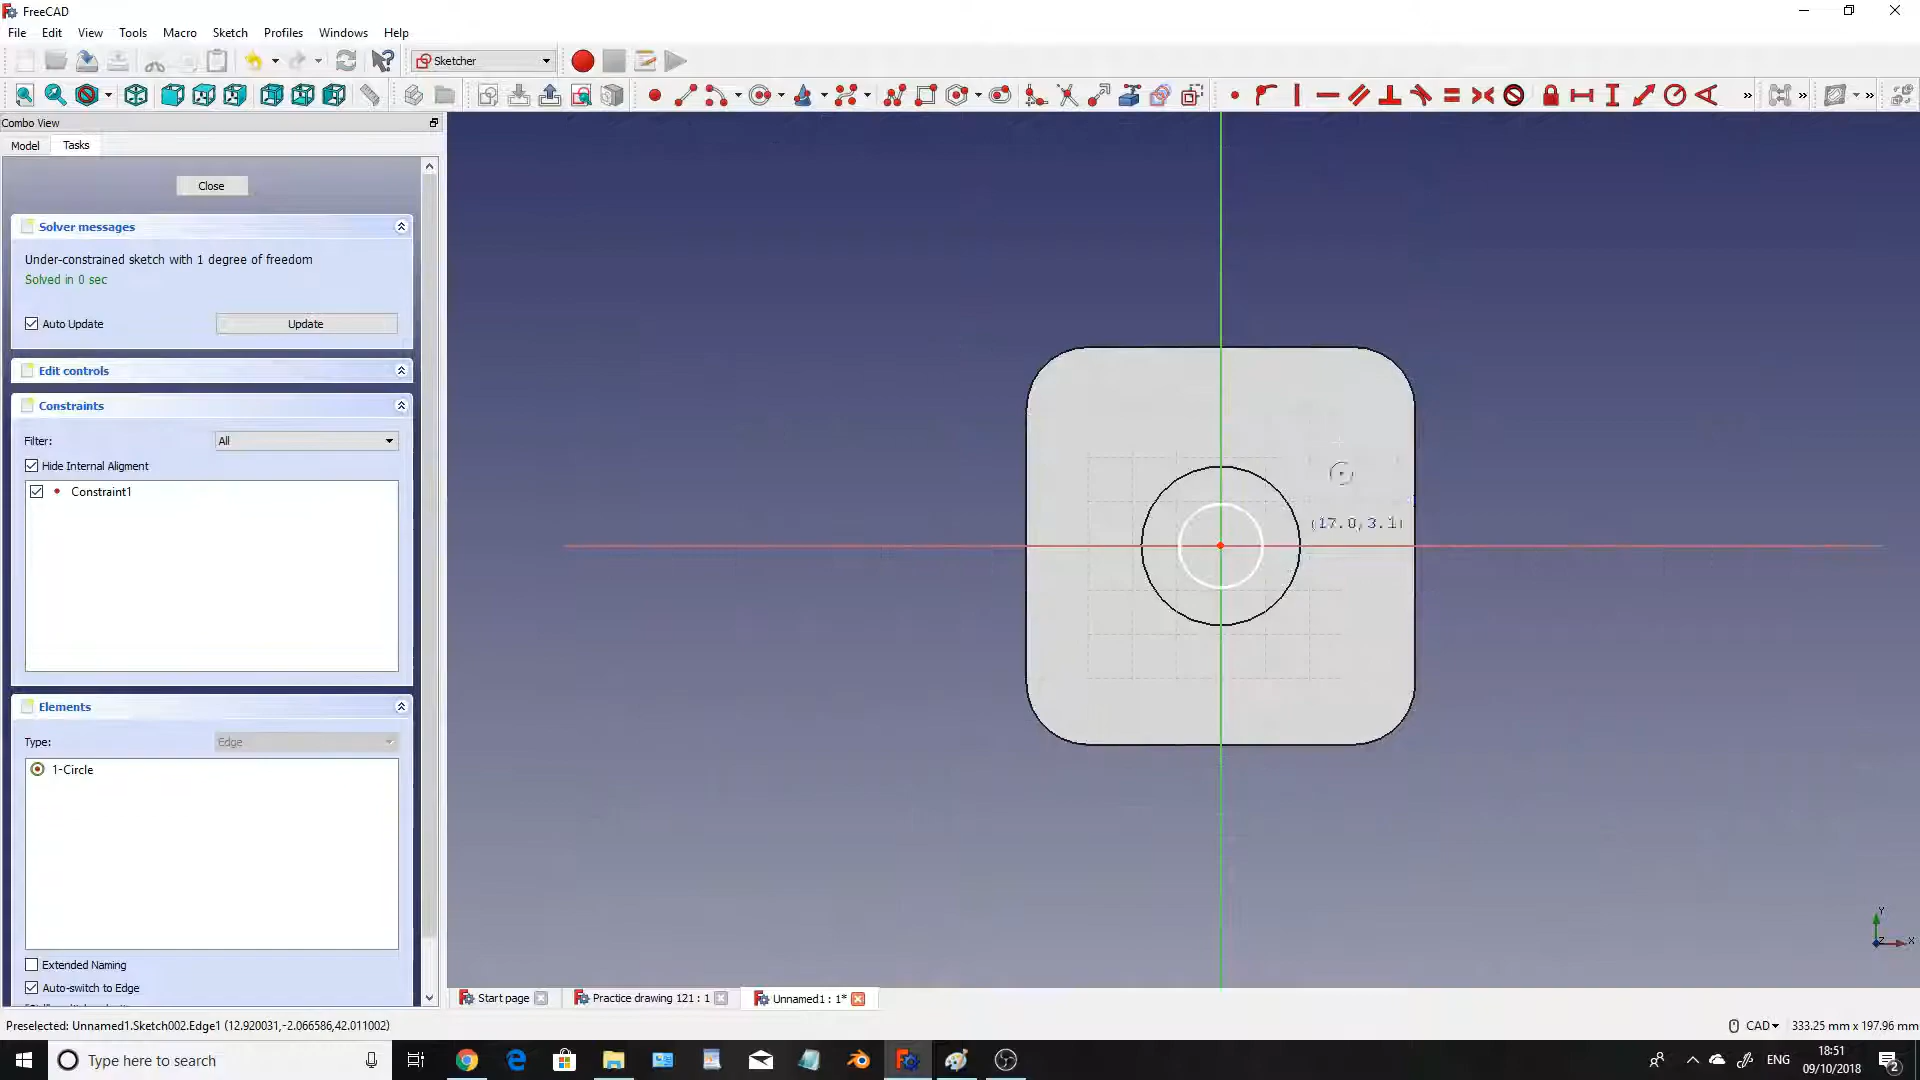 FreeCAD
File Edit View Tools Macro Sketch Profiles Windows Help
Sketcher
Combo View
Model Tasks
Close
Solver messages
Under-constrained sketch with 1 degree of freedom
Solved in 0 sec
Auto Update Update
Edit controls
Constraints
Filter: All
Hide Internal Aligment
Constraint1
Elements
Type: Edge
1-Circle
Extended Naming
Auto-switch to Edge
(17.0,3.1)
Y
Z X
Start page Practice drawing 121 : 1 Unnamed1 : 1*
Preselected: Unnamed1.Sketch002.Edge1 (12.920031,-2.066586,42.011002) CAD 333.25 mm x 197.96 mm
Type here to search ENG 18:51
09/10/2018 2